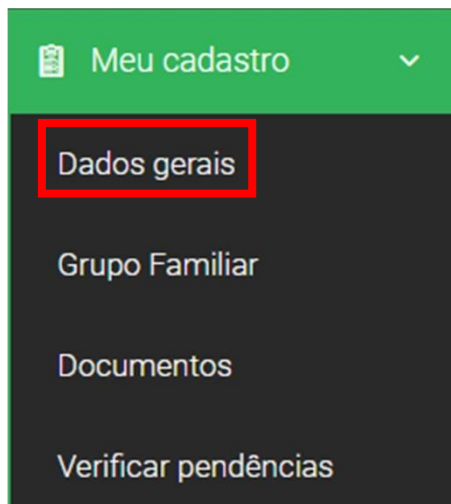 Meu cadastro
Dados gerais
Grupo Familiar
Documentos
Verificar pendências